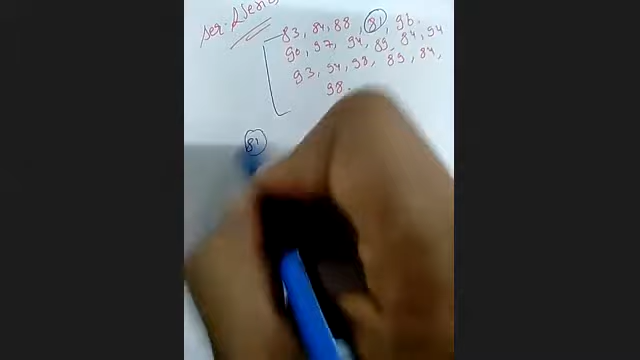 83, 84, 88, 81, 96.
90, 97, 94, 89, 84, 94
93, 94, 98, 89, 84,
98.
81